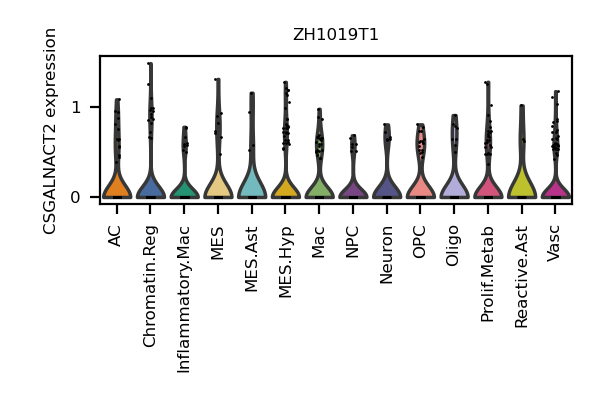 ZH1019T1
CSGALNACT2 expression
1
0
AC
Chromatin.Reg
Inflammatory.Mac
MES
MES.Ast
MES.Hyp
Mac
NPC
Neuron
OPC
Oligo
Prolif.Metab
Reactive.Ast
Vasc